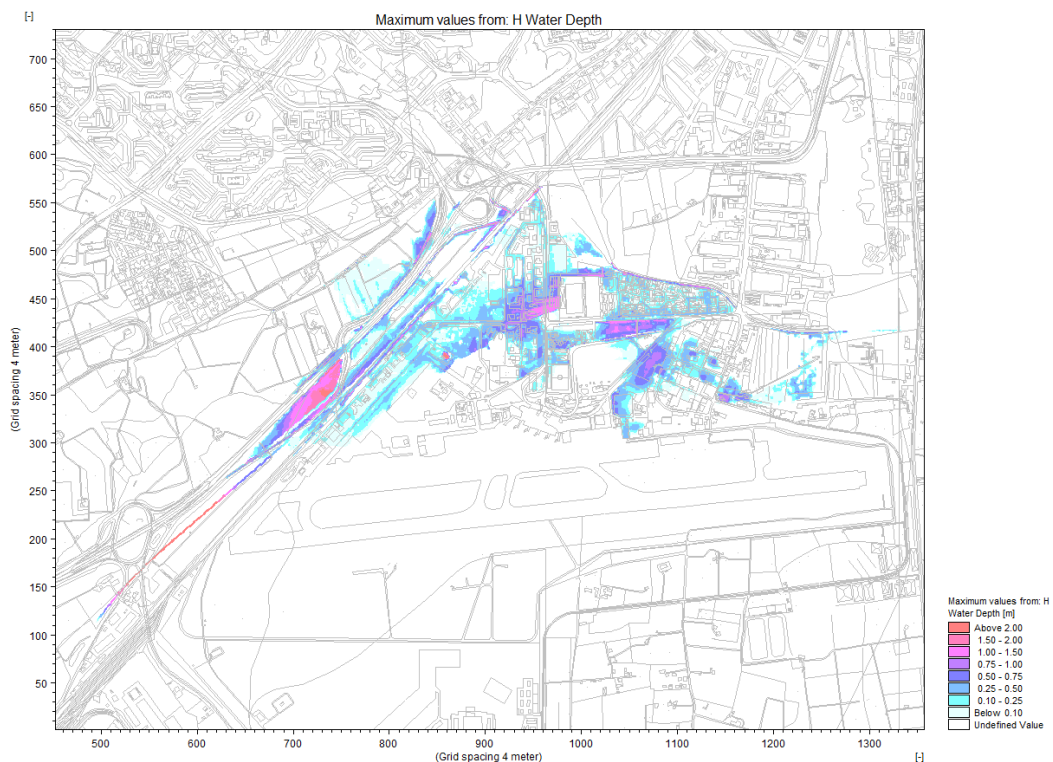 [-]
Maximum values from: H Water Depth
700
650
600
550
500
450
400
350
300
250
200
150
100
50
(Grid spacing 4 meter)
500 600 700 800 900 1000 1100 1200 1300
(Grid spacing 4 meter) [-]
Maximum values from: H
Water Depth [m]
Above 2.00
1.50 - 2.00
1.00 - 1.50
0.75 - 1.00
0.50 - 0.75
0.25 - 0.50
0.10 - 0.25
Below 0.10
Undefined Value